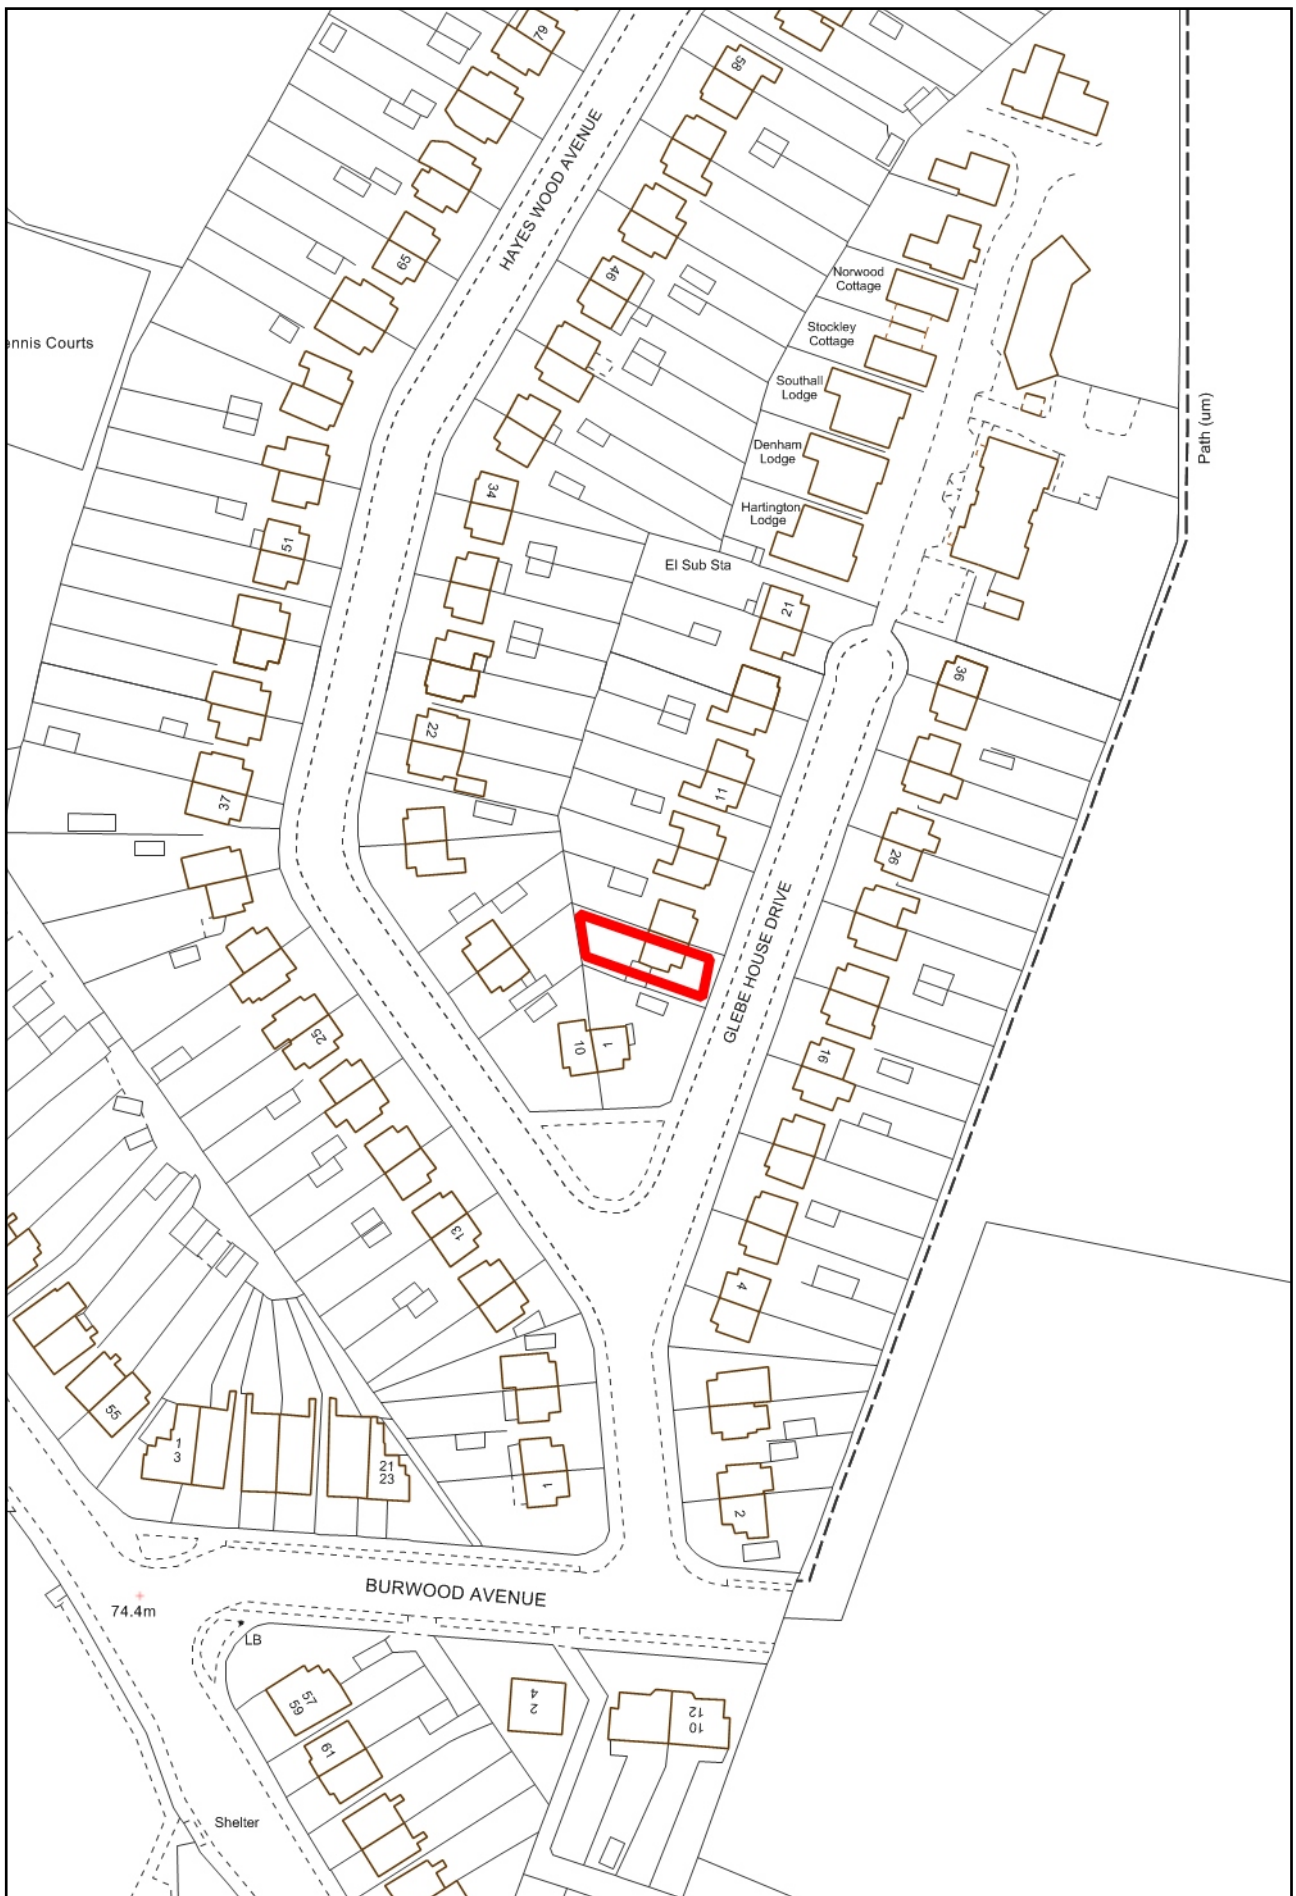 79
58
HAYES WOOD AVENUE
65
46
Norwood
Cottage
ennis Courts
Stockley
Cottage
Southall
Lodge
Path (um)
Denham
Lodge
34
Hartington
Lodge
51
El Sub Sta
21
36
22
37
11
26
GLEBE HOUSE DRIVE
25
10
1
16
13
4
55
1
3
21
23
1
2
BURWOOD AVENUE
74.4m
LB
57
59
2
4
10
12
61
Shelter